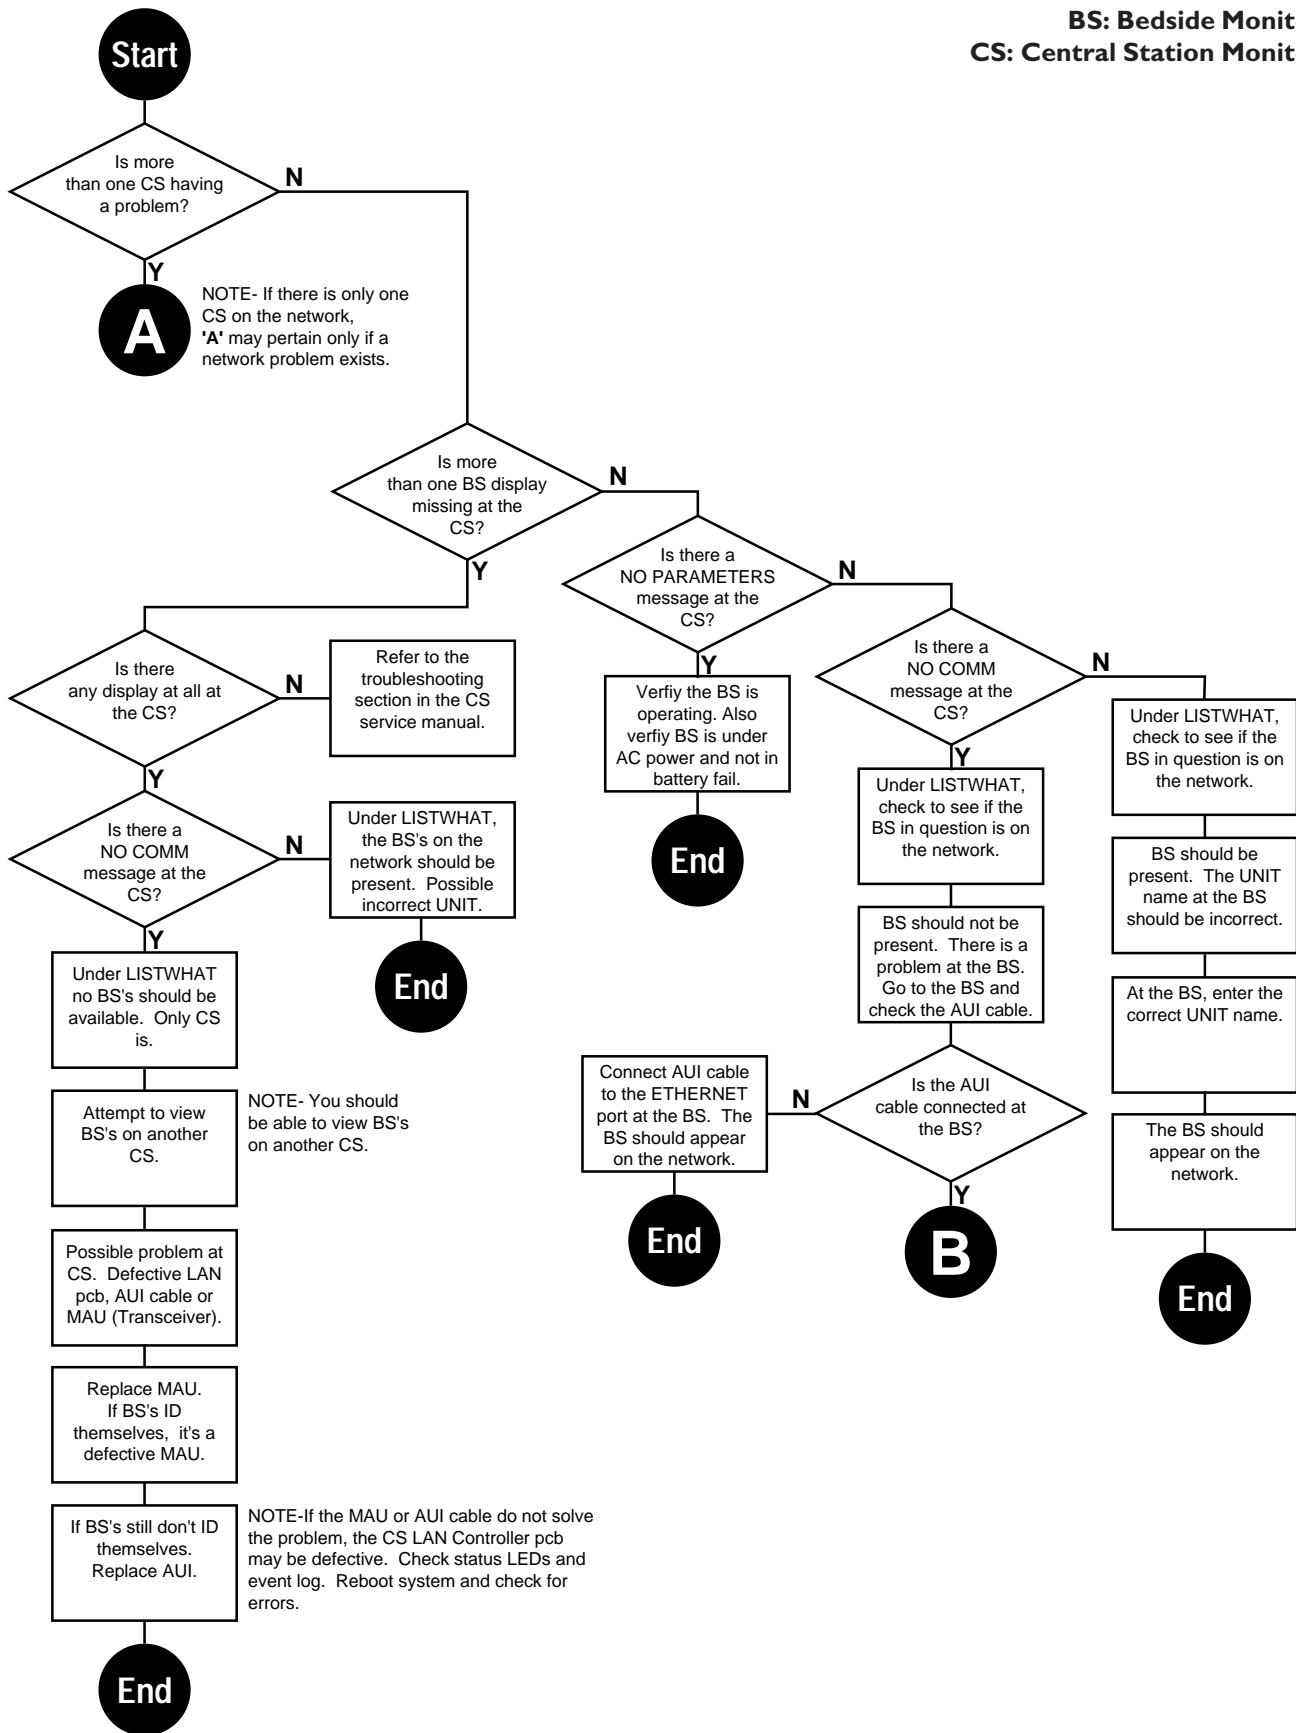 BS: Bedside Monit
CS: Central Station Monit
Start
Is more
than one CS having
a problem?
N
Y
A
NOTE- If there is only one
CS on the network,
'A' may pertain only if a
network problem exists.
Is more
than one BS display
missing at the
CS?
N
Y
Is there a
NO PARAMETERS
message at the
CS?
N
Y
Is there a
NO COMM
message at the
CS?
N
Y
Is there
any display at all at
the CS?
N
Y
Refer to the
troubleshooting
section in the CS
service manual.
Verfiy the BS is
operating. Also
verfiy BS is under
AC power and not in
battery fail.
End
Under LISTWHAT,
check to see if the
BS in question is on
the network.
Under LISTWHAT,
check to see if the
BS in question is on
the network.
Is there a
NO COMM
message at the
CS?
N
Y
Under LISTWHAT,
the BS's on the
network should be
present. Possible
incorrect UNIT.
End
BS should be
present. The UNIT
name at the BS
should be incorrect.
BS should not be
present. There is a
problem at the BS.
Go to the BS and
check the AUI cable.
At the BS, enter the
correct UNIT name.
Under LISTWHAT
no BS's should be
available. Only CS
is.
Attempt to view
BS's on another
CS.
NOTE- You should
be able to view BS's
on another CS.
Connect AUI cable
to the ETHERNET
port at the BS. The
BS should appear
on the network.
N
Is the AUI
cable connected at
the BS?
Y
The BS should
appear on the
network.
End
B
End
Possible problem at
CS. Defective LAN
pcb, AUI cable or
MAU (Transceiver).
Replace MAU.
If BS's ID
themselves, it's a
defective MAU.
If BS's still don't ID
themselves.
Replace AUI.
NOTE-If the MAU or AUI cable do not solve
the problem, the CS LAN Controller pcb
may be defective. Check status LEDs and
event log. Reboot system and check for
errors.
End